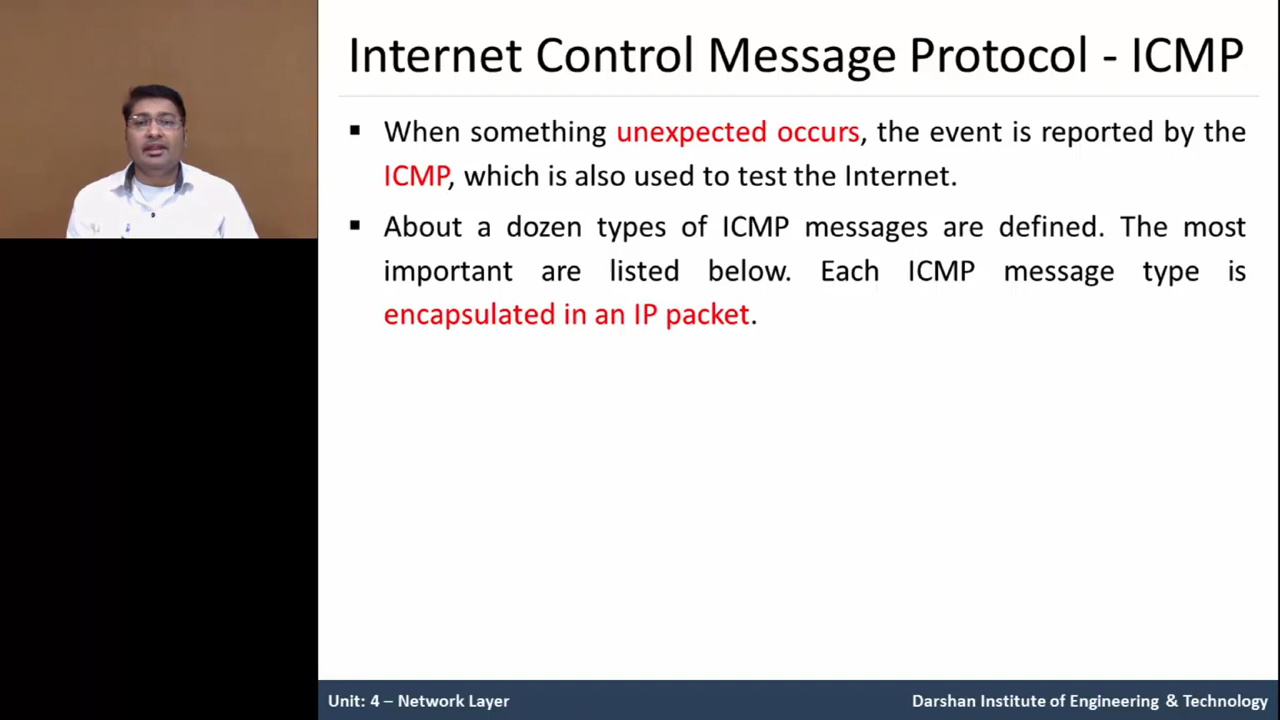 Internet Control Message Protocol - ICMP
▪ When something unexpected occurs, the event is reported by the
ICMP, which is also used to test the Internet.
▪ About a dozen types of ICMP messages are defined. The most
important are listed below. Each ICMP message type is
encapsulated in an IP packet.
Unit: 4 – Network Layer
Darshan Institute of Engineering & Technology